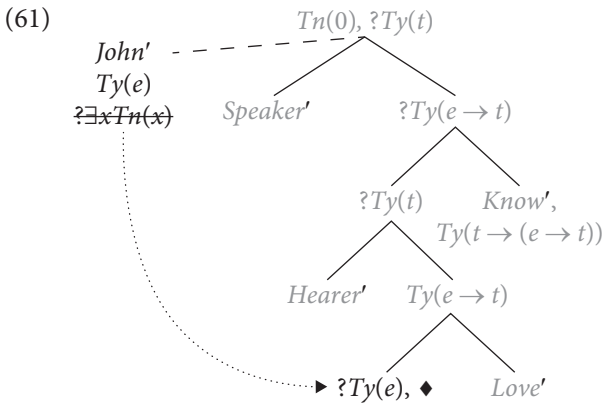 (61)
Tn(0), ?Ty(t)
John′
Ty(e)
?∃xTn(x)
Speaker′
?Ty(e → t)
?Ty(t)
Know′,
Ty(t → (e → t))
Hearer′
Ty(e → t)
?Ty(e), ♦
Love′